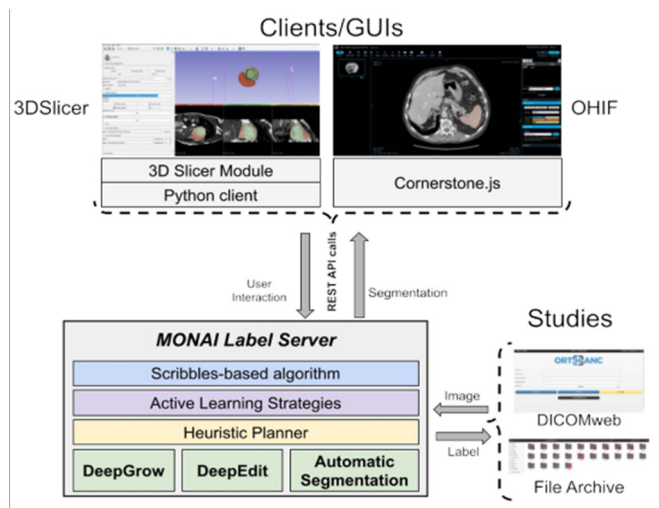 Clients/GUIs
3DSlicer
OHIF
3D Slicer Module
Python client
Cornerstone.js
User
Interaction
REST API calls
Segmentation
MONAI Label Server
Scribbles-based algorithm
Active Learning Strategies
Heuristic Planner
DeepGrow
DeepEdit
Automatic
Segmentation
Studies
ORTHANC
Image
DICOMweb
Label
File Archive